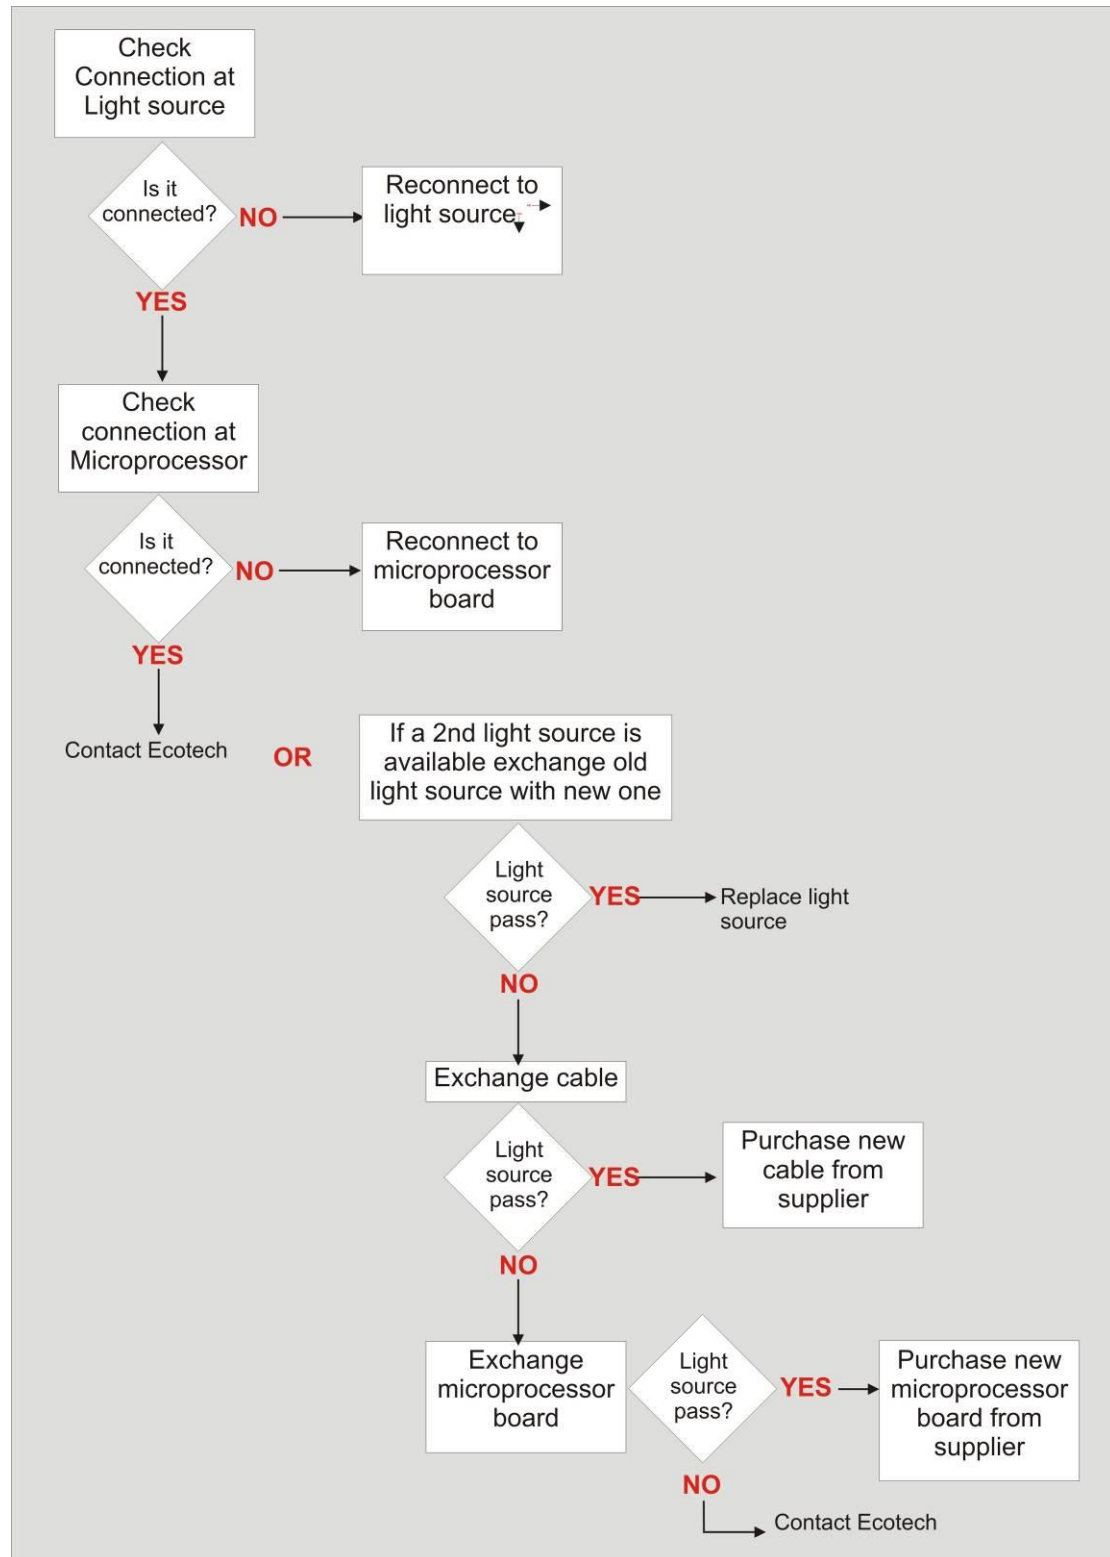 Check
Connection at
Light source
Is it
connected?
NO
Reconnect to
light source
YES
Check
connection at
Microprocessor
Is it
connected?
NO
Reconnect to
microprocessor
board
YES
Contact Ecotech
OR
If a 2nd light source is
available exchange old
light source with new one
Light
source
pass?
YES
Replace light
source
NO
Exchange cable
Light
source
pass?
YES
Purchase new
cable from
supplier
NO
Exchange
microprocessor
board
Light
source
pass?
YES
Purchase new
microprocessor
board from
supplier
NO
Contact Ecotech